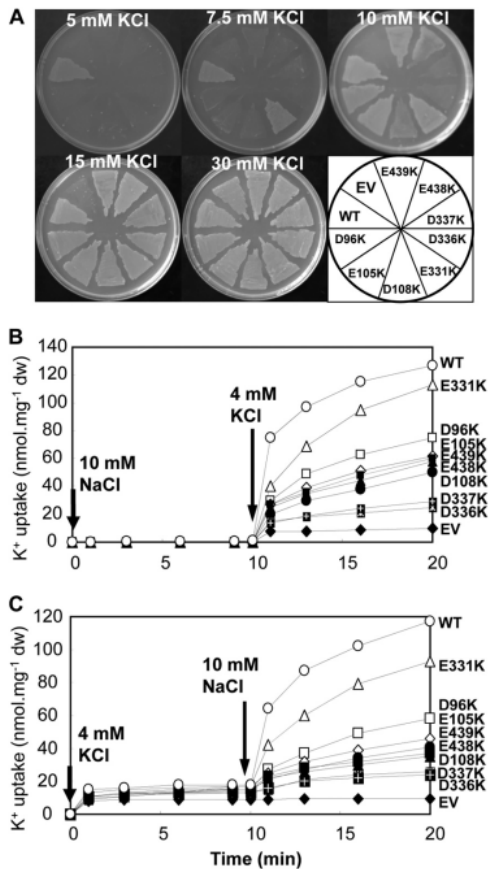 A
5 mM KCl
7.5 mM KCl
10 mM KCl
15 mM KCl
30 mM KCl
E439K
EV
E438K
WT
D337K
D96K
D336K
E105K
E331K
D108K
B
K⁺ uptake (nmol.mg⁻¹ dw)
140
120
100
80
60
40
20
0
10 mM
NaCl
4 mM
KCl
WT
E331K
D96K
E105K
E439K
E438K
D108K
D337K
D336K
EV
0
5
10
15
20
C
K⁺ uptake (nmol.mg⁻¹ dw)
120
100
80
60
40
20
0
4 mM
KCl
10 mM
NaCl
WT
E331K
D96K
E105K
E439K
E438K
D108K
D337K
D336K
EV
0
5
10
15
20
Time (min)